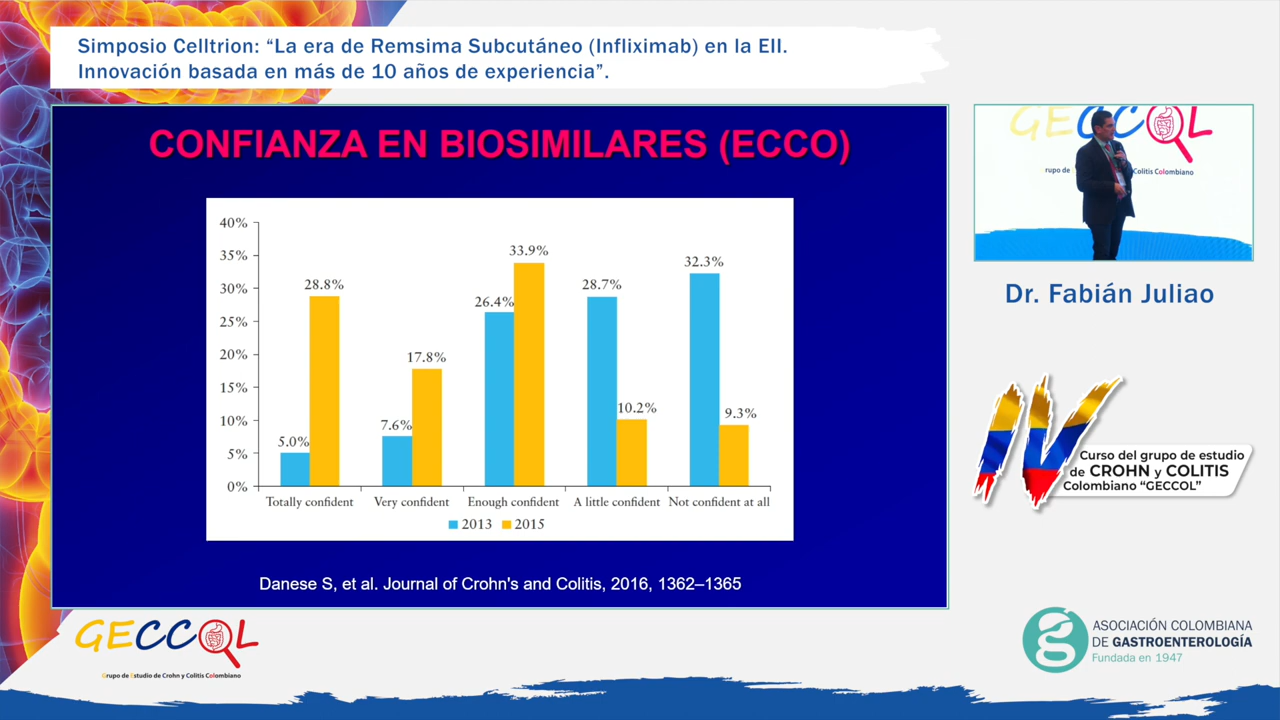 Simposio Celltrion: “La era de Remsima Subcutáneo (Infliximab) en la EII.
Innovación basada en más de 10 años de experiencia”.
CONFIANZA EN BIOSIMILARES (ECCO)
40%
35%
30%
25%
20%
15%
10%
5%
0%
5.0%
28.8%
7.6%
17.8%
26.4%
33.9%
28.7%
10.2%
32.3%
9.3%
Totally confident
Very confident
Enough confident
A little confident
Not confident at all
2013
2015
Danese S, et al. Journal of Crohn's and Colitis, 2016, 1362–1365
GECCOL
rupo de
Colitis Colombiano
Dr. Fabián Juliao
IV
Curso del grupo de estudio
de CROHN y COLITIS
Colombiano “GECCOL”
GECCOL
Grupo de Estudio de Crohn y Colitis Colombiano
ASOCIACIÓN COLOMBIANA
DE GASTROENTEROLOGÍA
Fundada en 1947